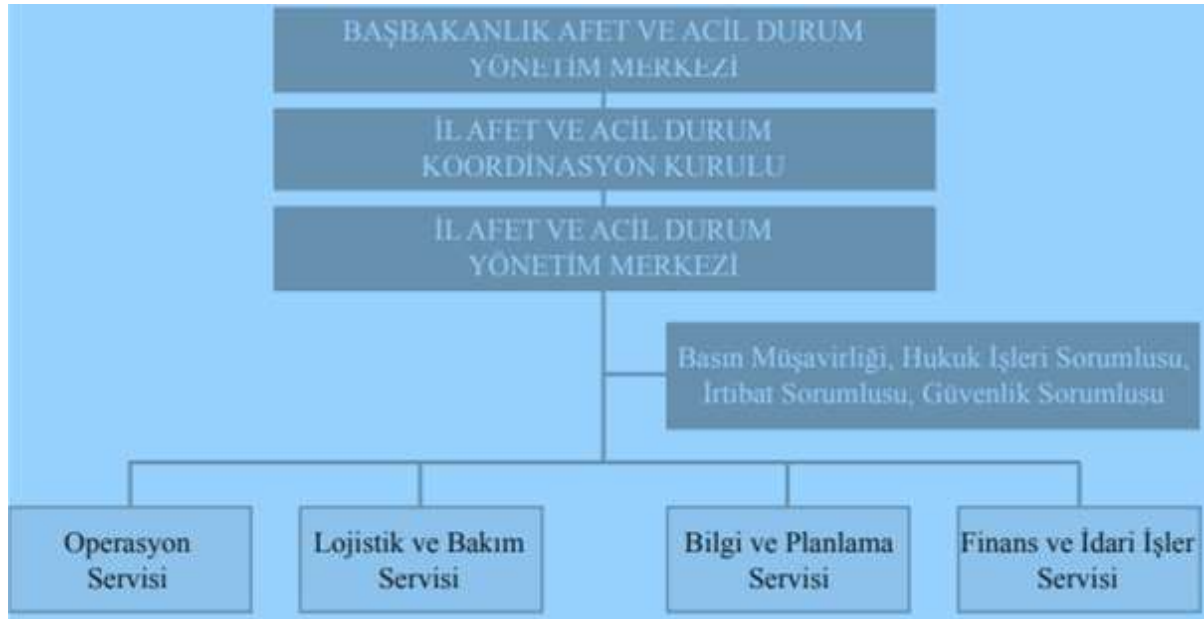 BAŞBAKANLIK AFET VE ACİL DURUM
YÖNETİM MERKEZİ
İL AFET VE ACİL DURUM
KOORDİNASYON KURULU
İL AFET VE ACİL DURUM
YÖNETİM MERKEZİ
Basın Müşavirliği, Hukuk İşleri Sorumlusu,
İrtibat Sorumlusu, Güvenlik Sorumlusu
Operasyon
Servisi
Lojistik ve Bakım
Servisi
Bilgi ve Planlama
Servisi
Finans ve İdari İşler
Servisi